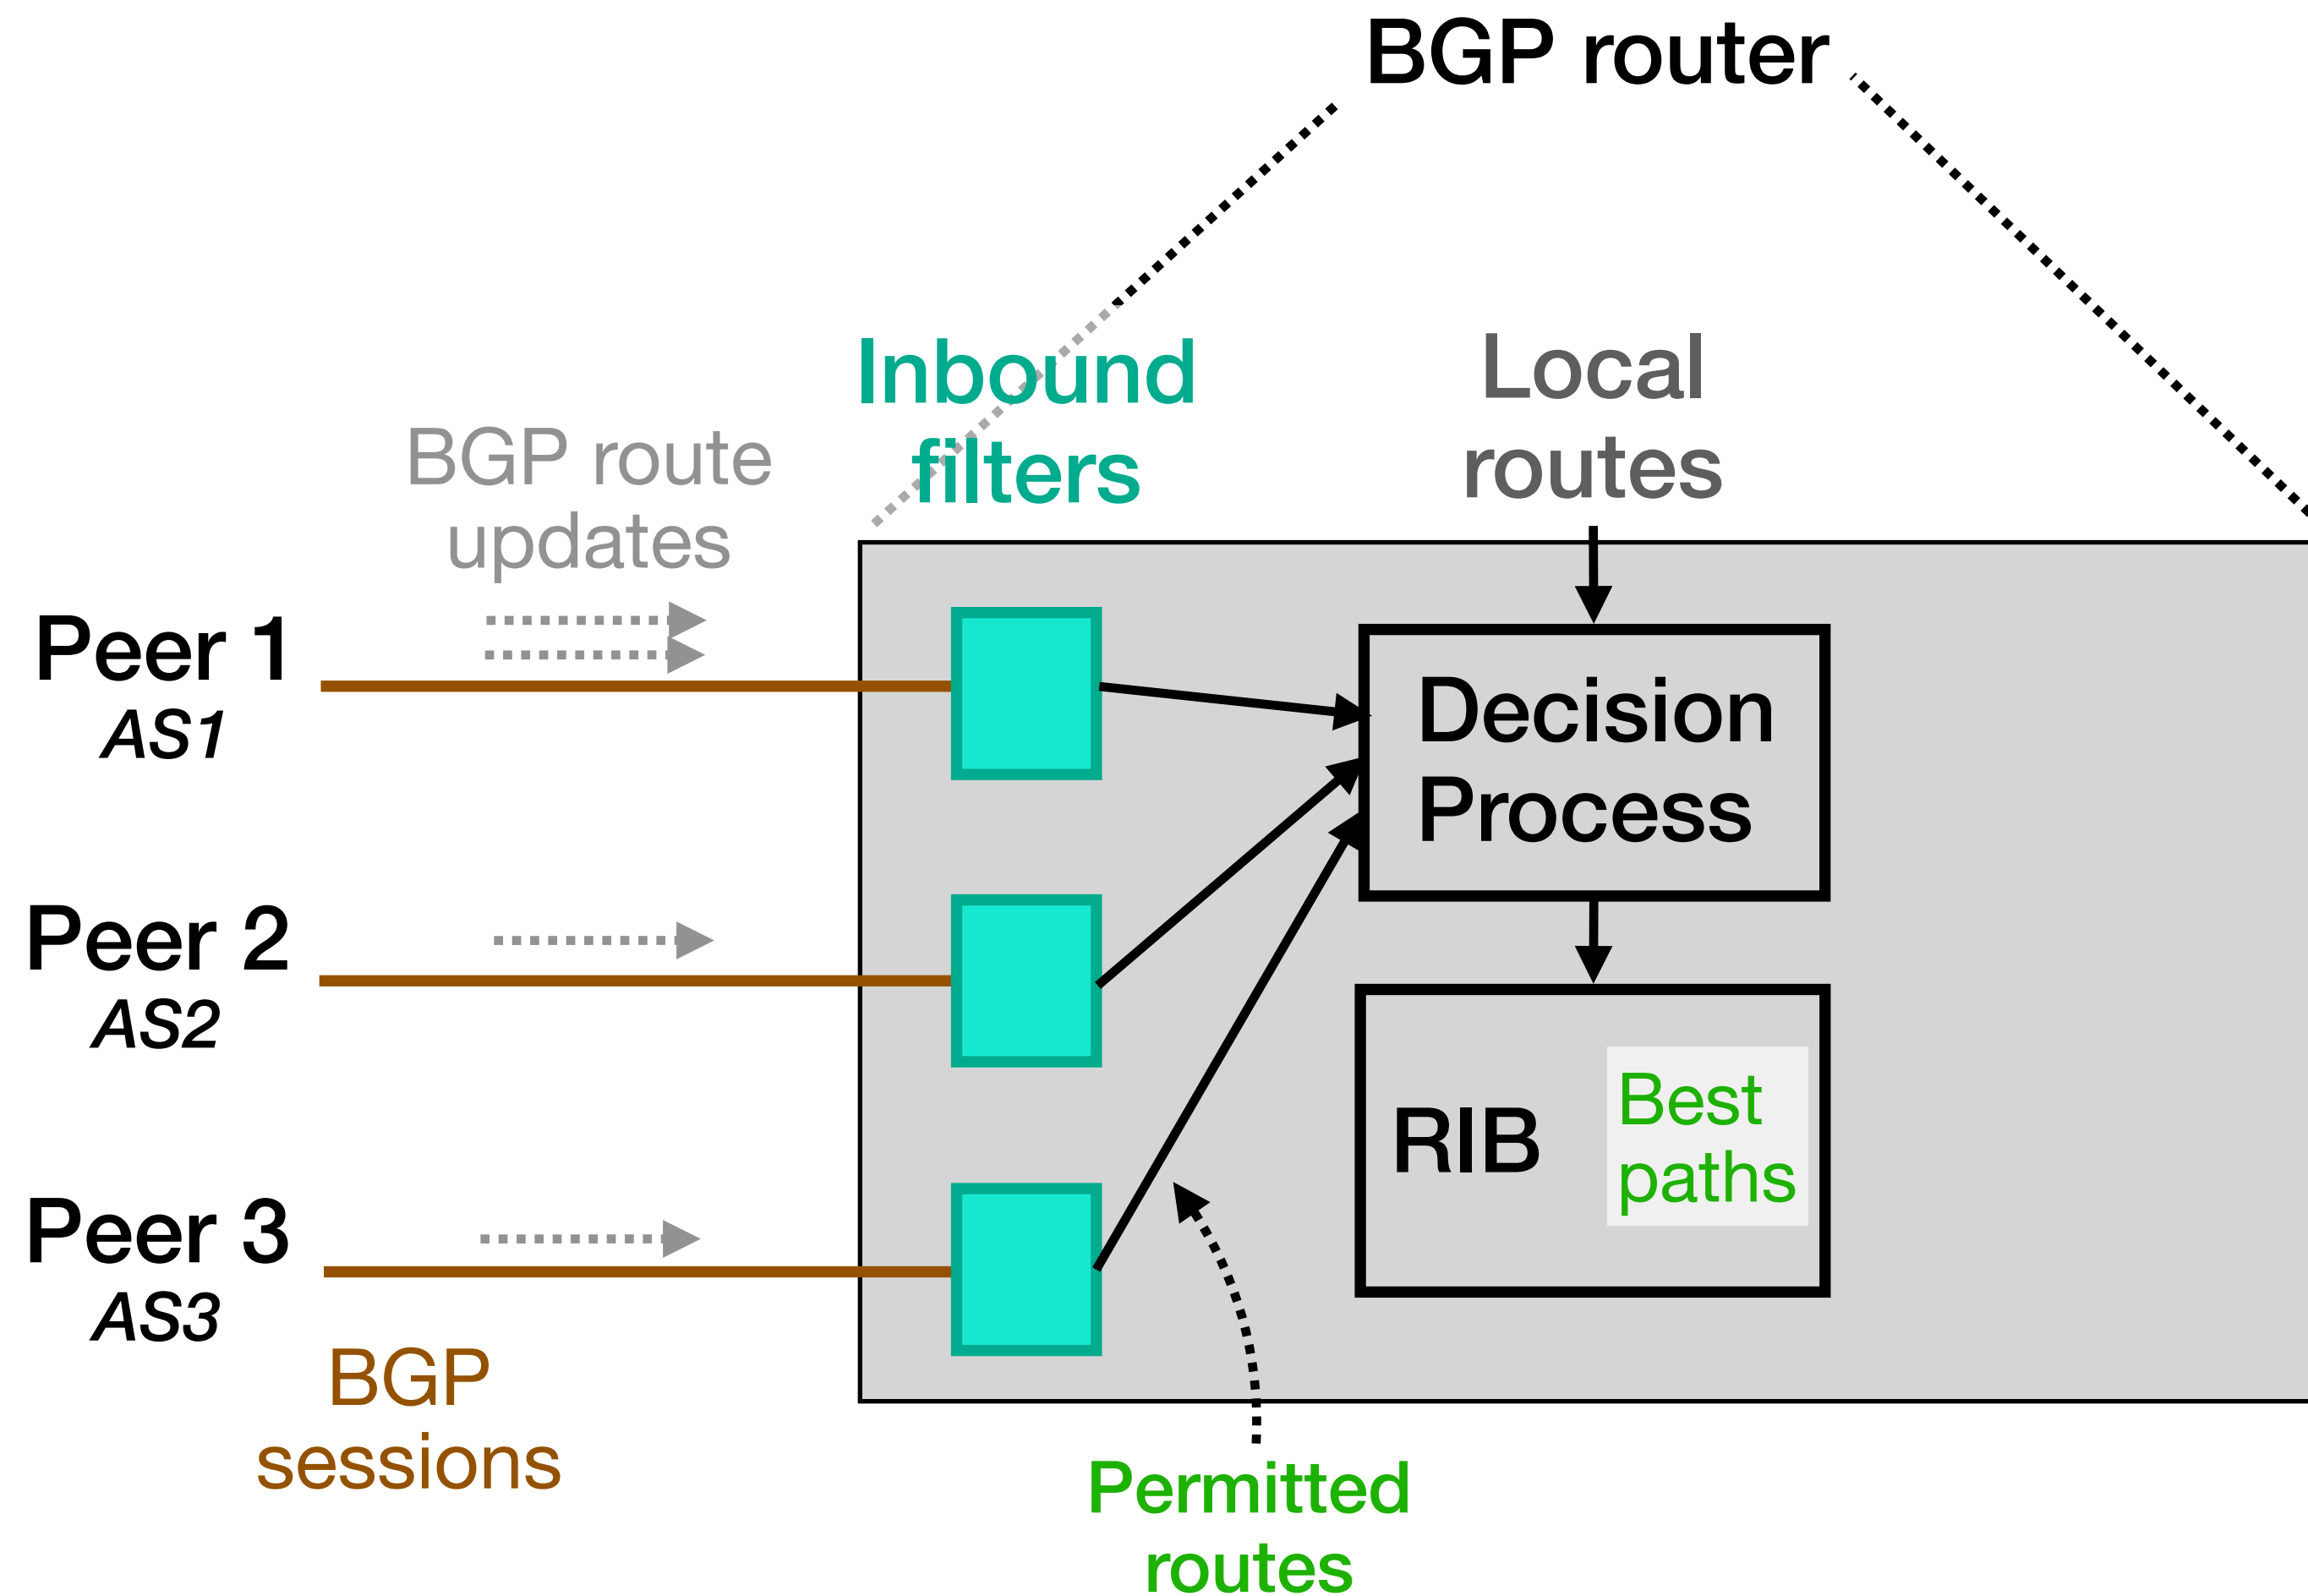 BGP router
Inbound
filters
Local
routes
BGP route
updates
Peer 1
AS1
Decision
Process
Peer 2
AS2
RIB
Best
paths
Peer 3
AS3
BGP
sessions
Permitted
routes